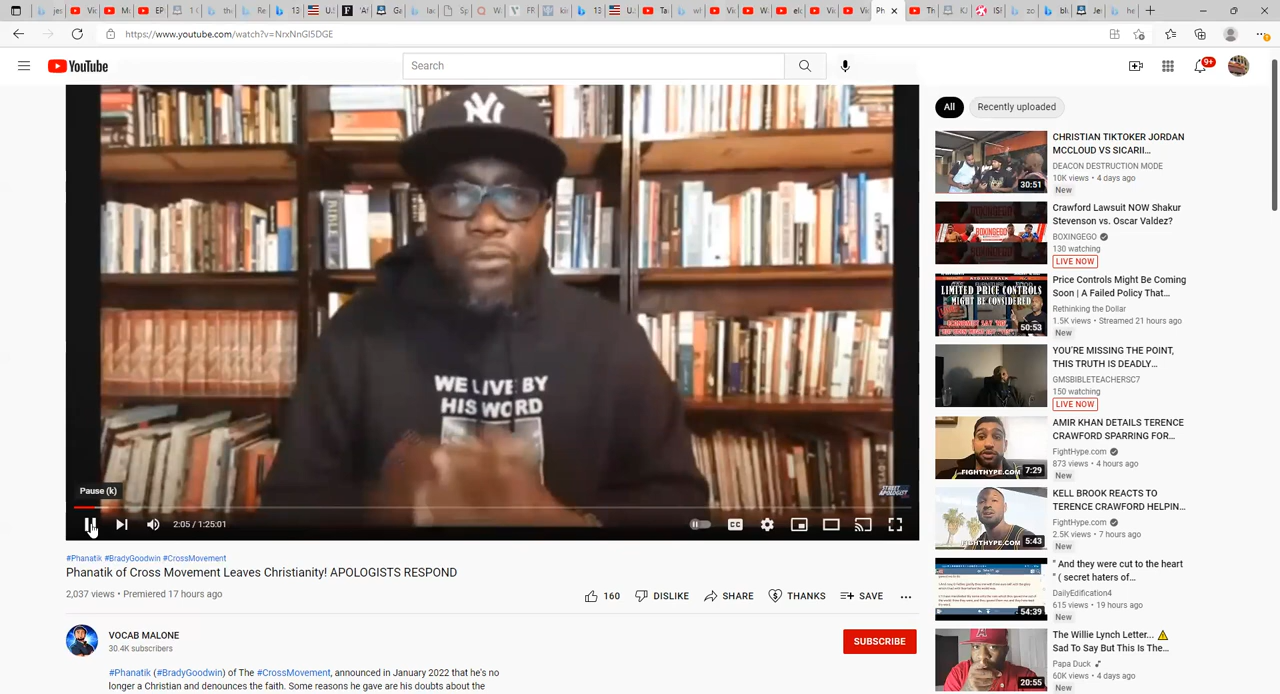 https://www.youtube.com/watch?v=NrxNnGI5DGE
YouTube
Search
9+
NY
WE LIVE BY
HIS WORD
STREET
APOLOGIST
Pause (k)
2:05 / 1:25:01
CC
#Phanatik #BradyGoodwin #CrossMovement
Phanatik of Cross Movement Leaves Christianity! APOLOGISTS RESPOND
2,037 views • Premiered 17 hours ago
160
DISLIKE
SHARE
THANKS
SAVE
VOCAB MALONE
30.4K subscribers
SUBSCRIBE
#Phanatik (#BradyGoodwin) of The #CrossMovement, announced in January 2022 that he's no
longer a Christian and denounces the faith. Some reasons he gave are his doubts about the
All
Recently uploaded
CHRISTIAN TIKTOKER JORDAN
MCCLOUD VS SICARII...
DEACON DESTRUCTION MODE
10K views • 4 days ago
New
30:51
Crawford Lawsuit NOW Shakur
Stevenson vs. Oscar Valdez?
BOXINGEGO
130 watching
LIVE NOW
BOXINGEGO
Price Controls Might Be Coming
Soon | A Failed Policy That...
Rethinking the Dollar
1.5K views • Streamed 21 hours ago
New
LIMITED PRICE CONTROLS
MIGHT BE CONSIDERED
50:53
YOU'RE MISSING THE POINT,
THIS TRUTH IS DEADLY...
GMSBIBLETEACHERSC7
150 watching
LIVE NOW
AMIR KHAN DETAILS TERENCE
CRAWFORD SPARRING FOR...
FightHype.com
873 views • 4 hours ago
New
FIGHTHYPE.COM
7:29
KELL BROOK REACTS TO
TERENCE CRAWFORD HELPIN...
FightHype.com
2.5K views • 7 hours ago
New
FIGHTHYPE.COM
5:43
" And they were cut to the heart
" ( secret haters of...
DailyEdification4
615 views • 19 hours ago
New
54:39
The Willie Lynch Letter... ⚠️
Sad To Say But This Is The...
Papa Duck
60K views • 4 days ago
New
20:55